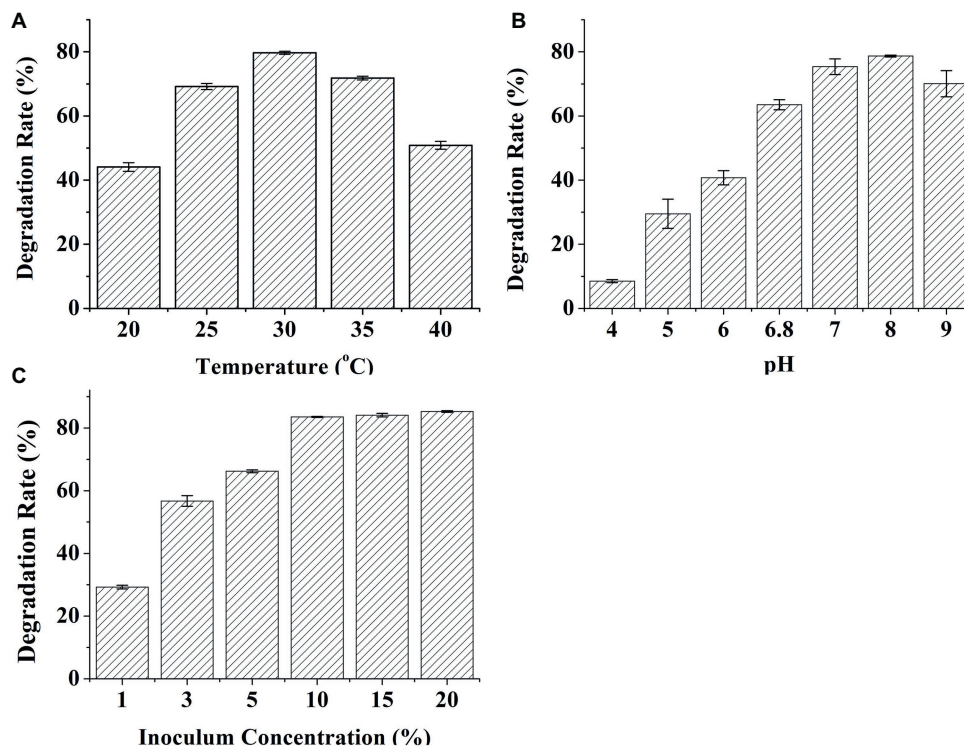 A
Degradation Rate (%)
80
60
40
20
0
20 25 30 35 40
Temperature (°C)
B
Degradation Rate (%)
80
60
40
20
0
4 5 6 6.8 7 8 9
pH
C
Degradation Rate (%)
80
60
40
20
0
1 3 5 10 15 20
Inoculum Concentration (%)